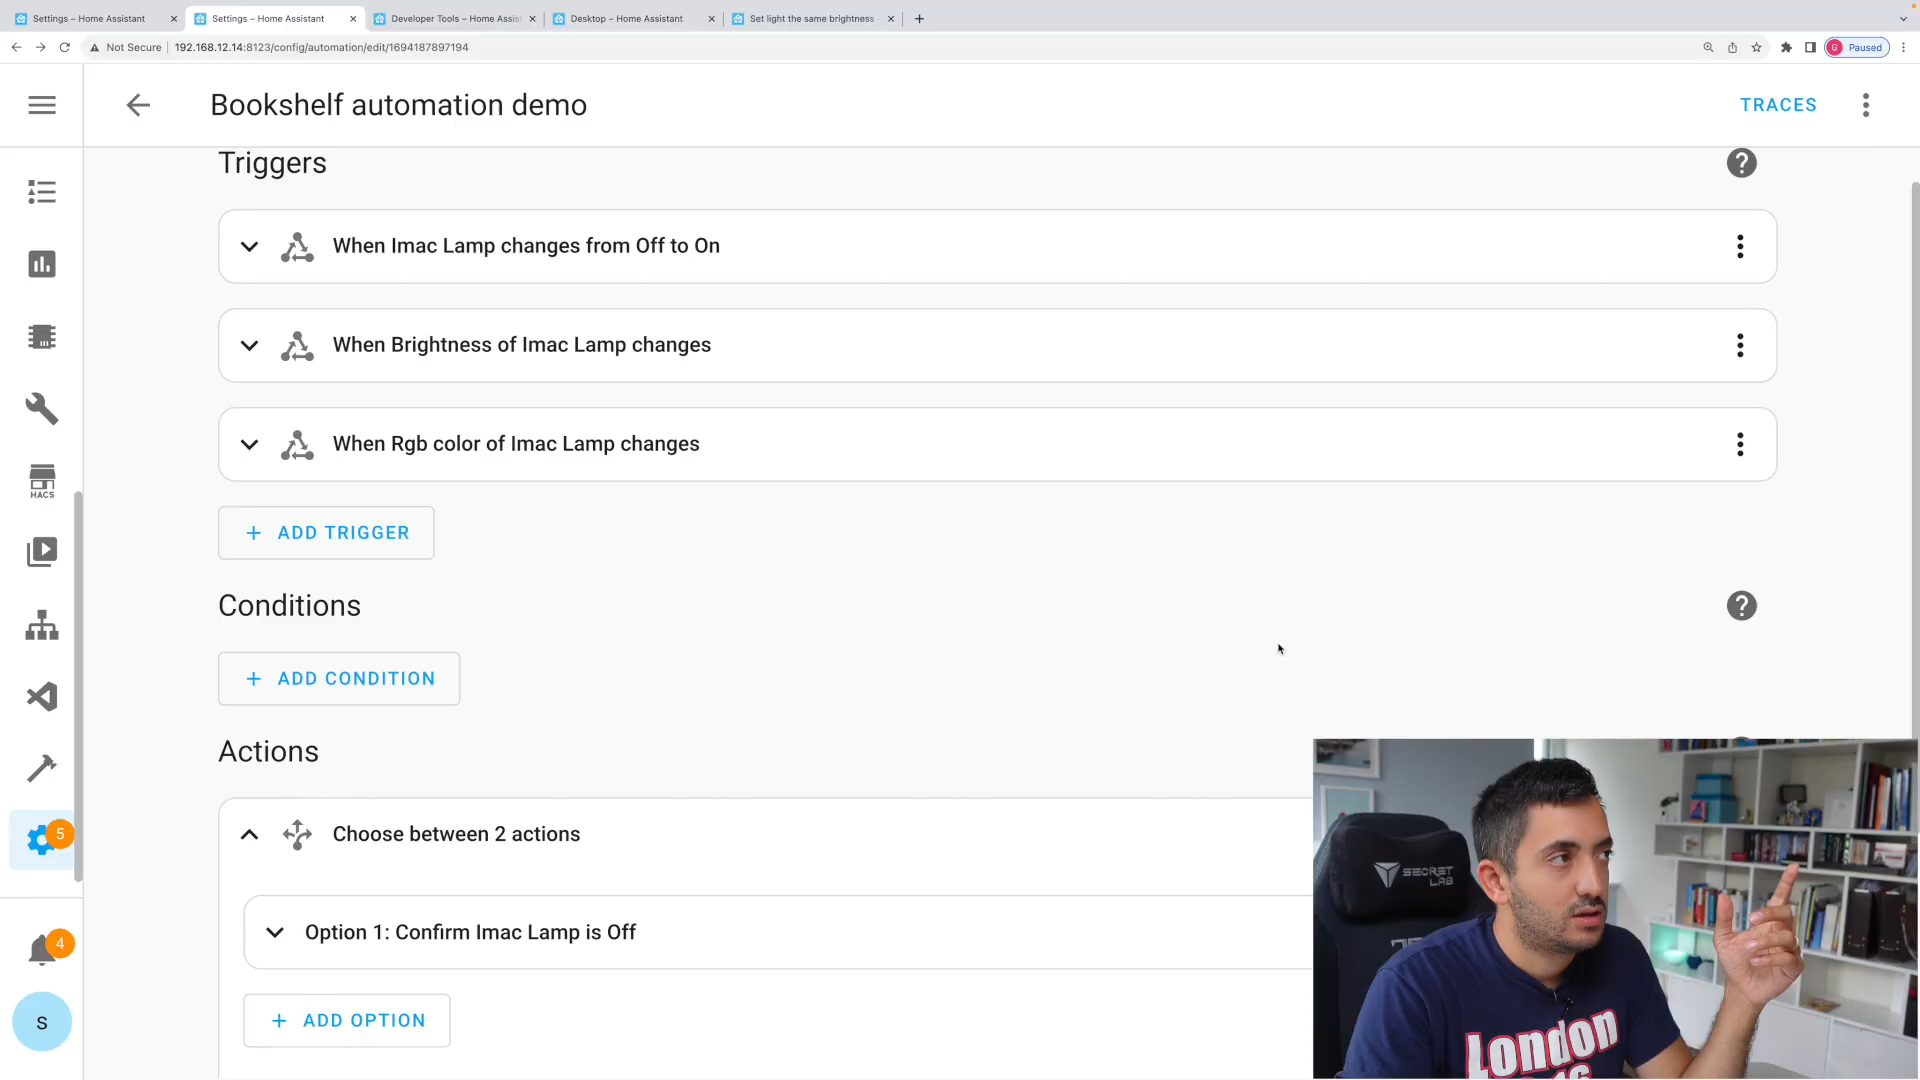 Settings – Home Assistant
Settings – Home Assistant
Developer Tools – Home Assis
Desktop – Home Assistant
Set light the same brightness
Not Secure
192.168.12.14:8123/config/automation/edit/1694187897194
G
Paused
Bookshelf automation demo
TRACES
Triggers
?
When Imac Lamp changes from Off to On
When Brightness of Imac Lamp changes
When Rgb color of Imac Lamp changes
HACS
+ ADD TRIGGER
Conditions
?
+ ADD CONDITION
Actions
5
Choose between 2 actions
SECRET
LAB
4
Option 1: Confirm Imac Lamp is Off
S
+ ADD OPTION
London